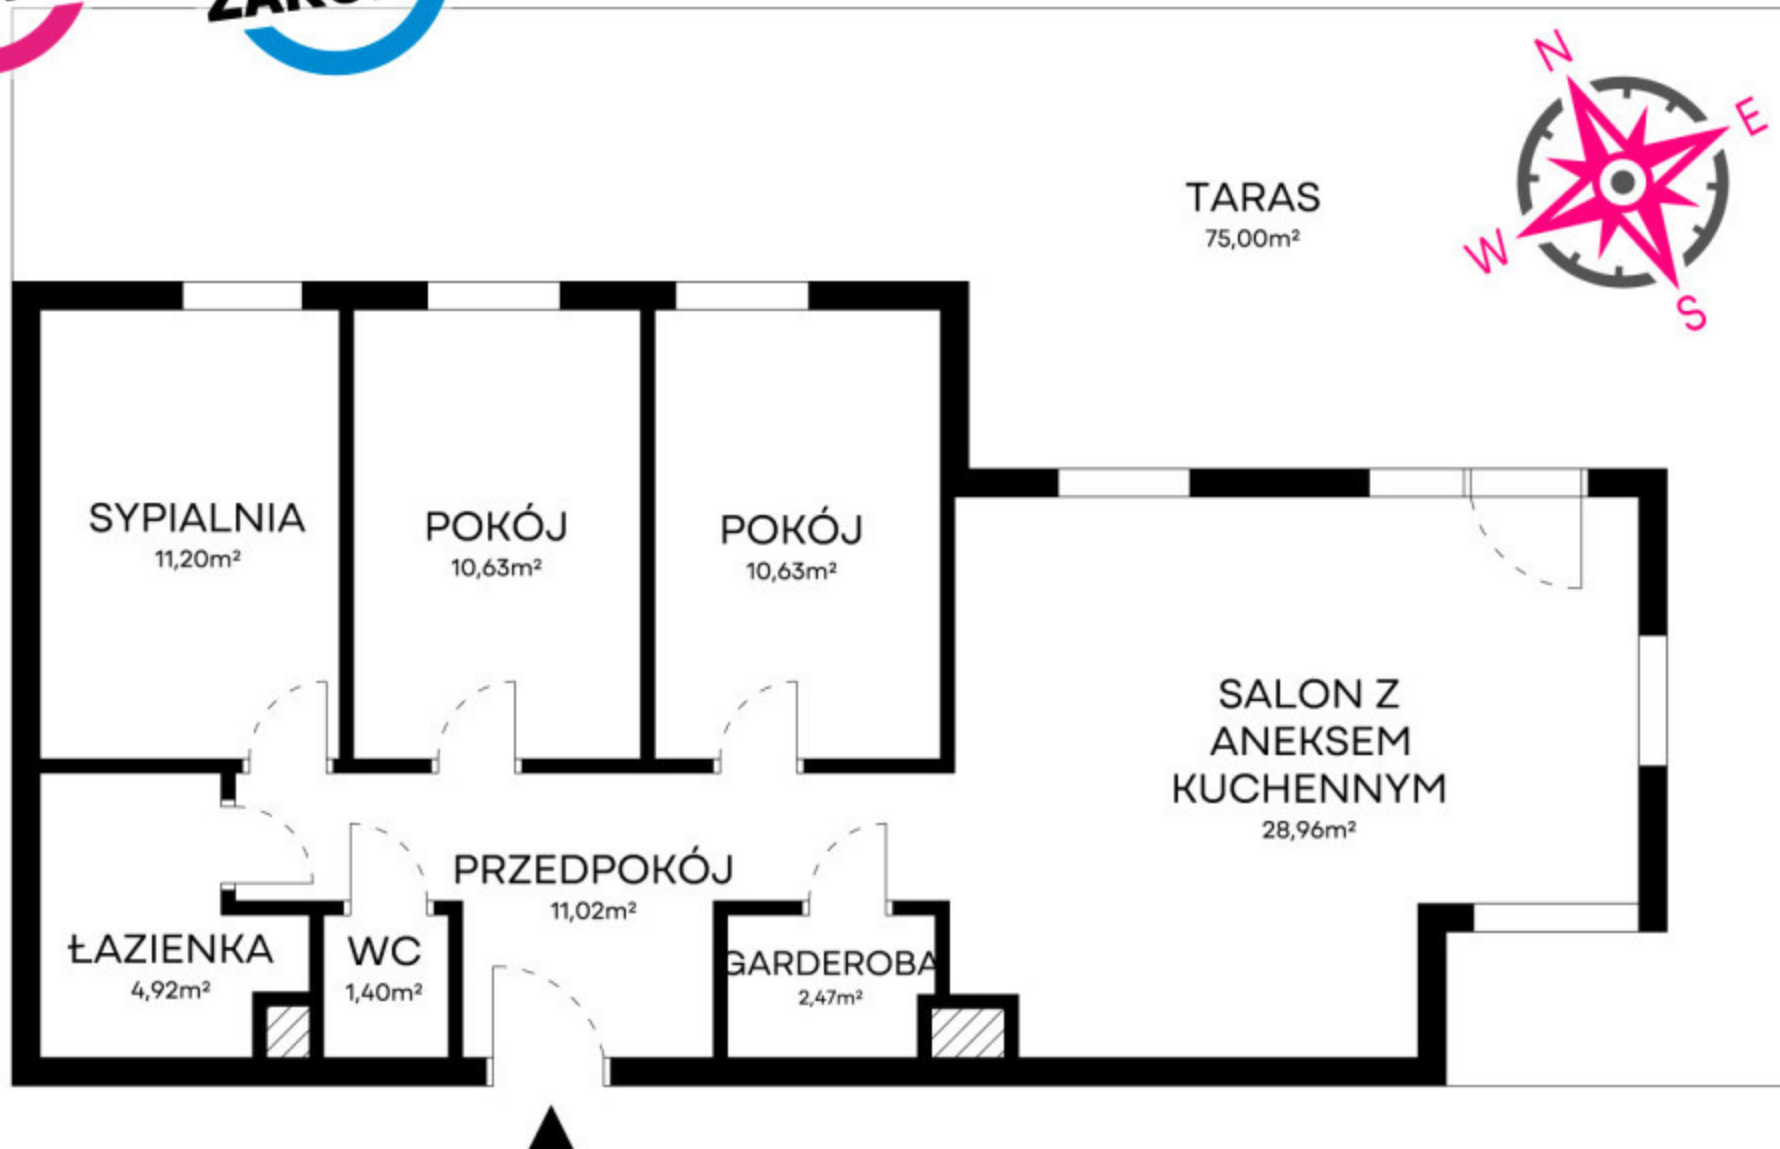 N
E
TARAS
75,00m²
W
S
SYPIALNIA
11,20m²
POKÓJ
10,63m²
POKÓJ
10,63m²
SALON Z
ANEKSEM
KUCHENNYM
28,96m²
PRZEDPOKÓJ
11,02m²
ŁAZIENKA
4,92m²
WC
1,40m²
GARDEROBA
2,47m²